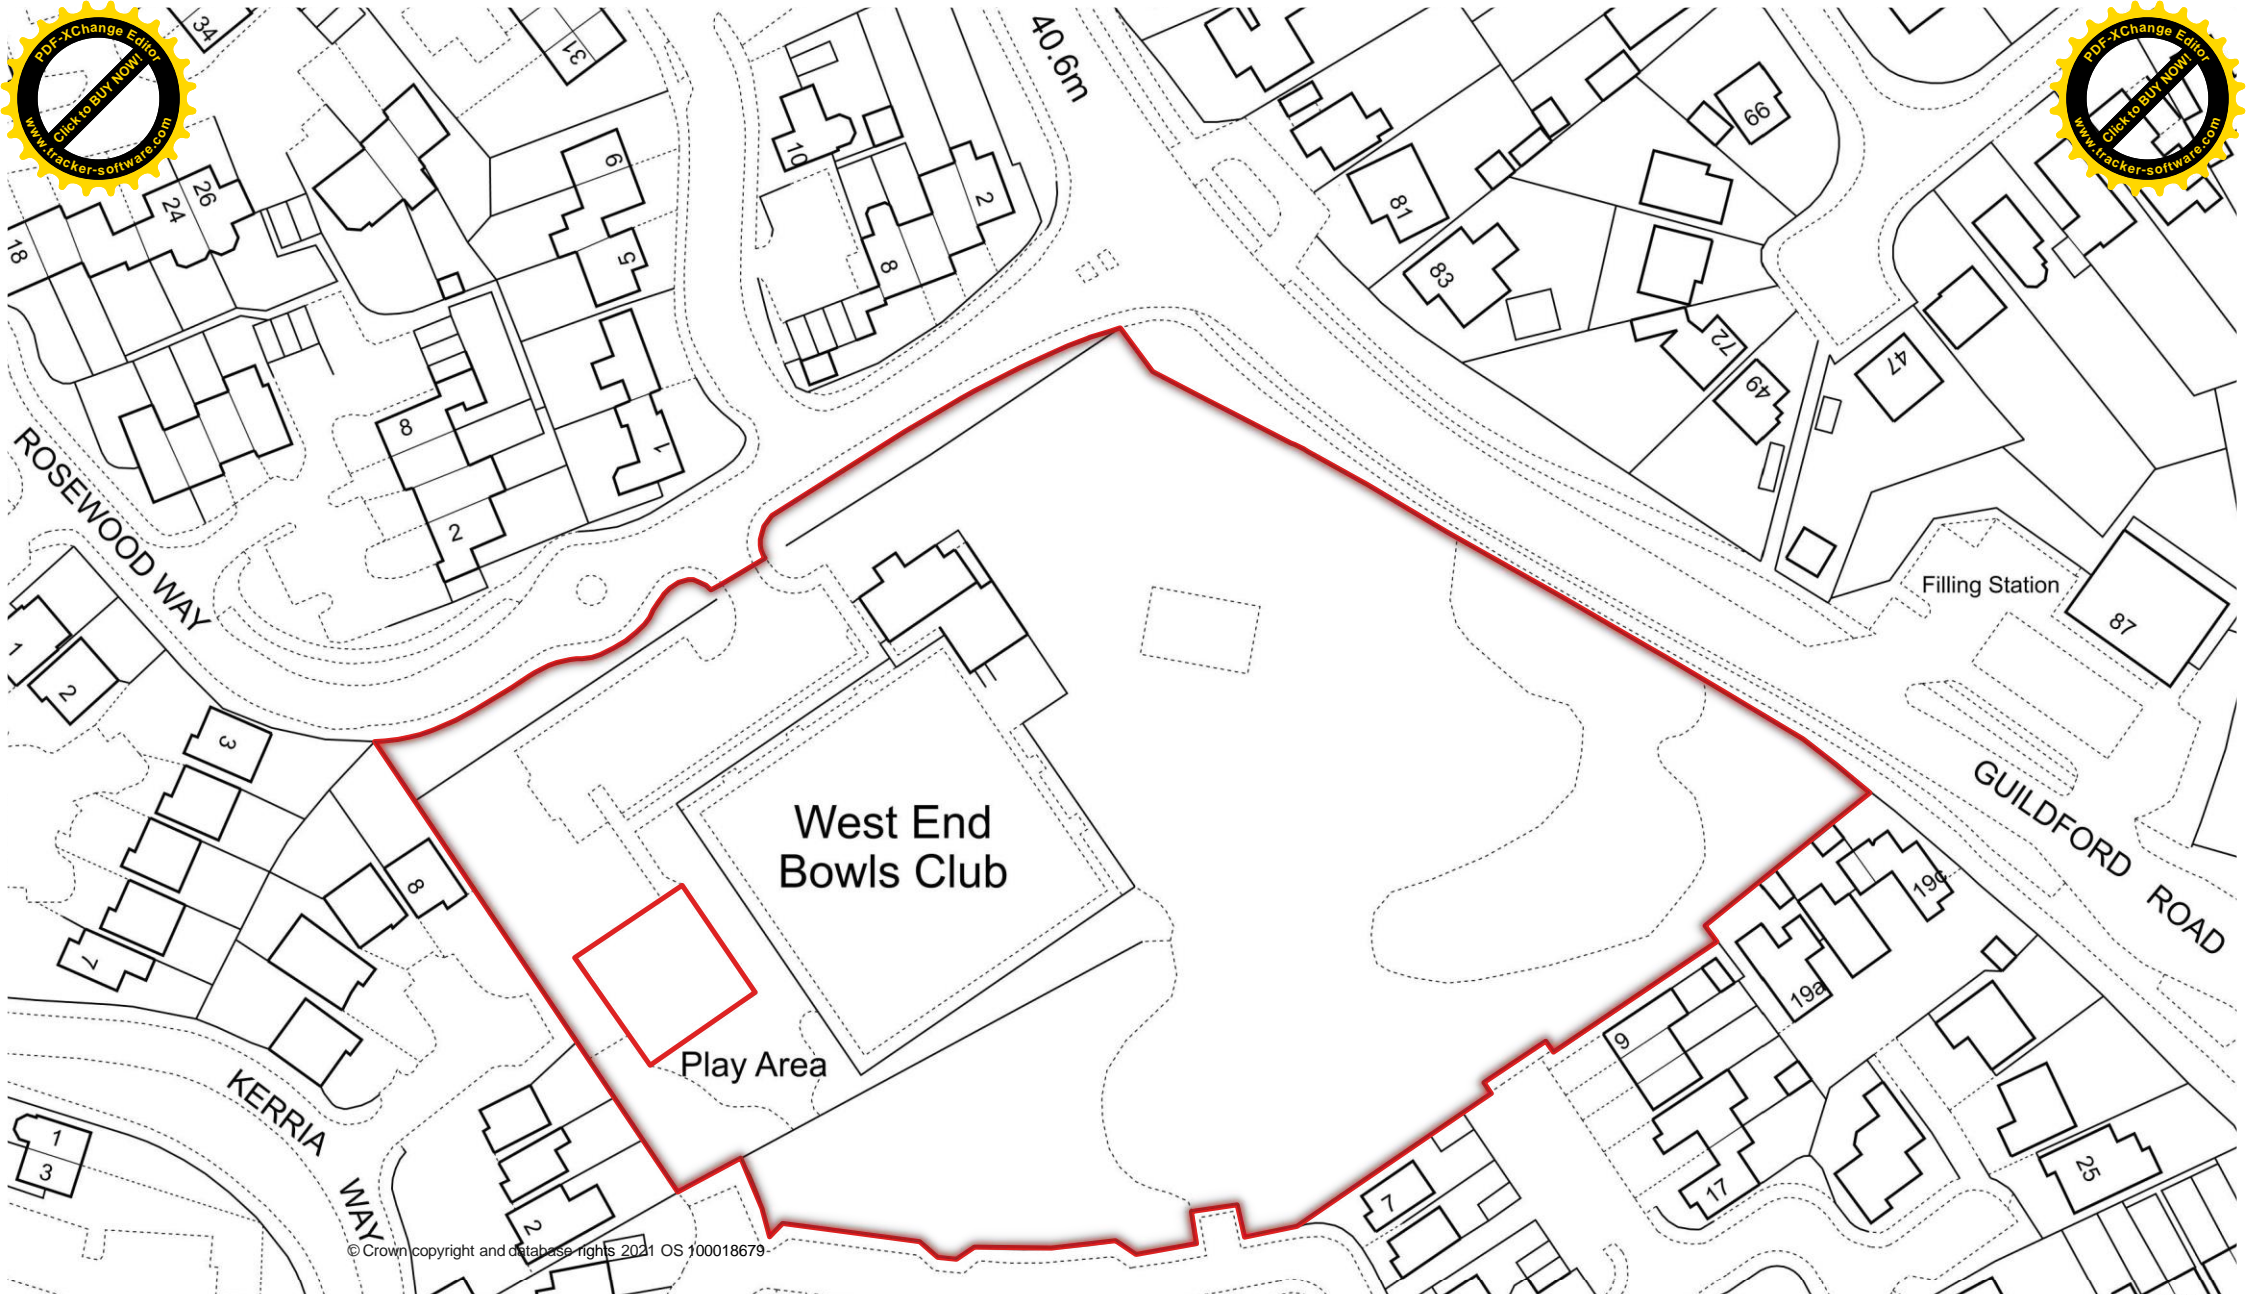 PDF-XChange Editor
Click to BUY NOW!
www.tracker-software.com
PDF-XChange Editor
Click to BUY NOW!
www.tracker-software.com
34
31
40.6m
66
10
6
26
24
18
2
81
5
8
83
72
49
47
8
1
2
ROSEWOOD WAY
Filling Station
87
1
2
3
GUILDFORD ROAD
West End
Bowls Club
8
19c
7
19a
9
Play Area
KERRIA WAY
1
3
25
17
7
2
© Crown copyright and database rights 2021 OS 100018679